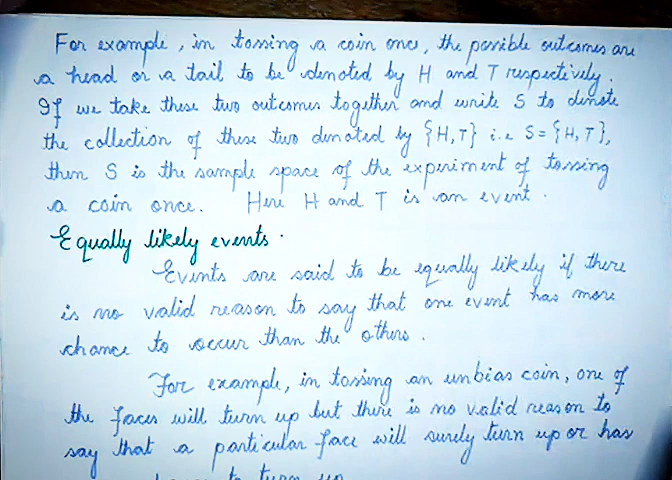 For example, in tossing a coin once, the possible outcomes are
a head or a tail to be denoted by H and T respectively.
If we take these two outcomes together and write S to denote
the collection of these two denoted by {H,T} i.e S = {H, T},
then S is the sample space of the experiment of tossing
a coin once. Here H and T is an event.
Equally likely events.
Events are said to be equally likely if there
is no valid reason to say that one event has more
chance to occur than the others.
For example, in tossing an unbias coin, one of
the faces will turn up but there is no valid reason to
say that a particular face will surely turn up or has
to turn up